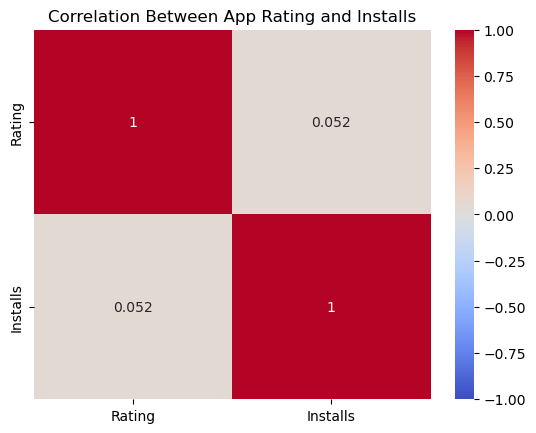 Correlation Between App Rating and Installs
Rating
1
0.052
Installs
0.052
1
Rating
Installs
1.00
0.75
0.50
0.25
0.00
−0.25
−0.50
−0.75
−1.00